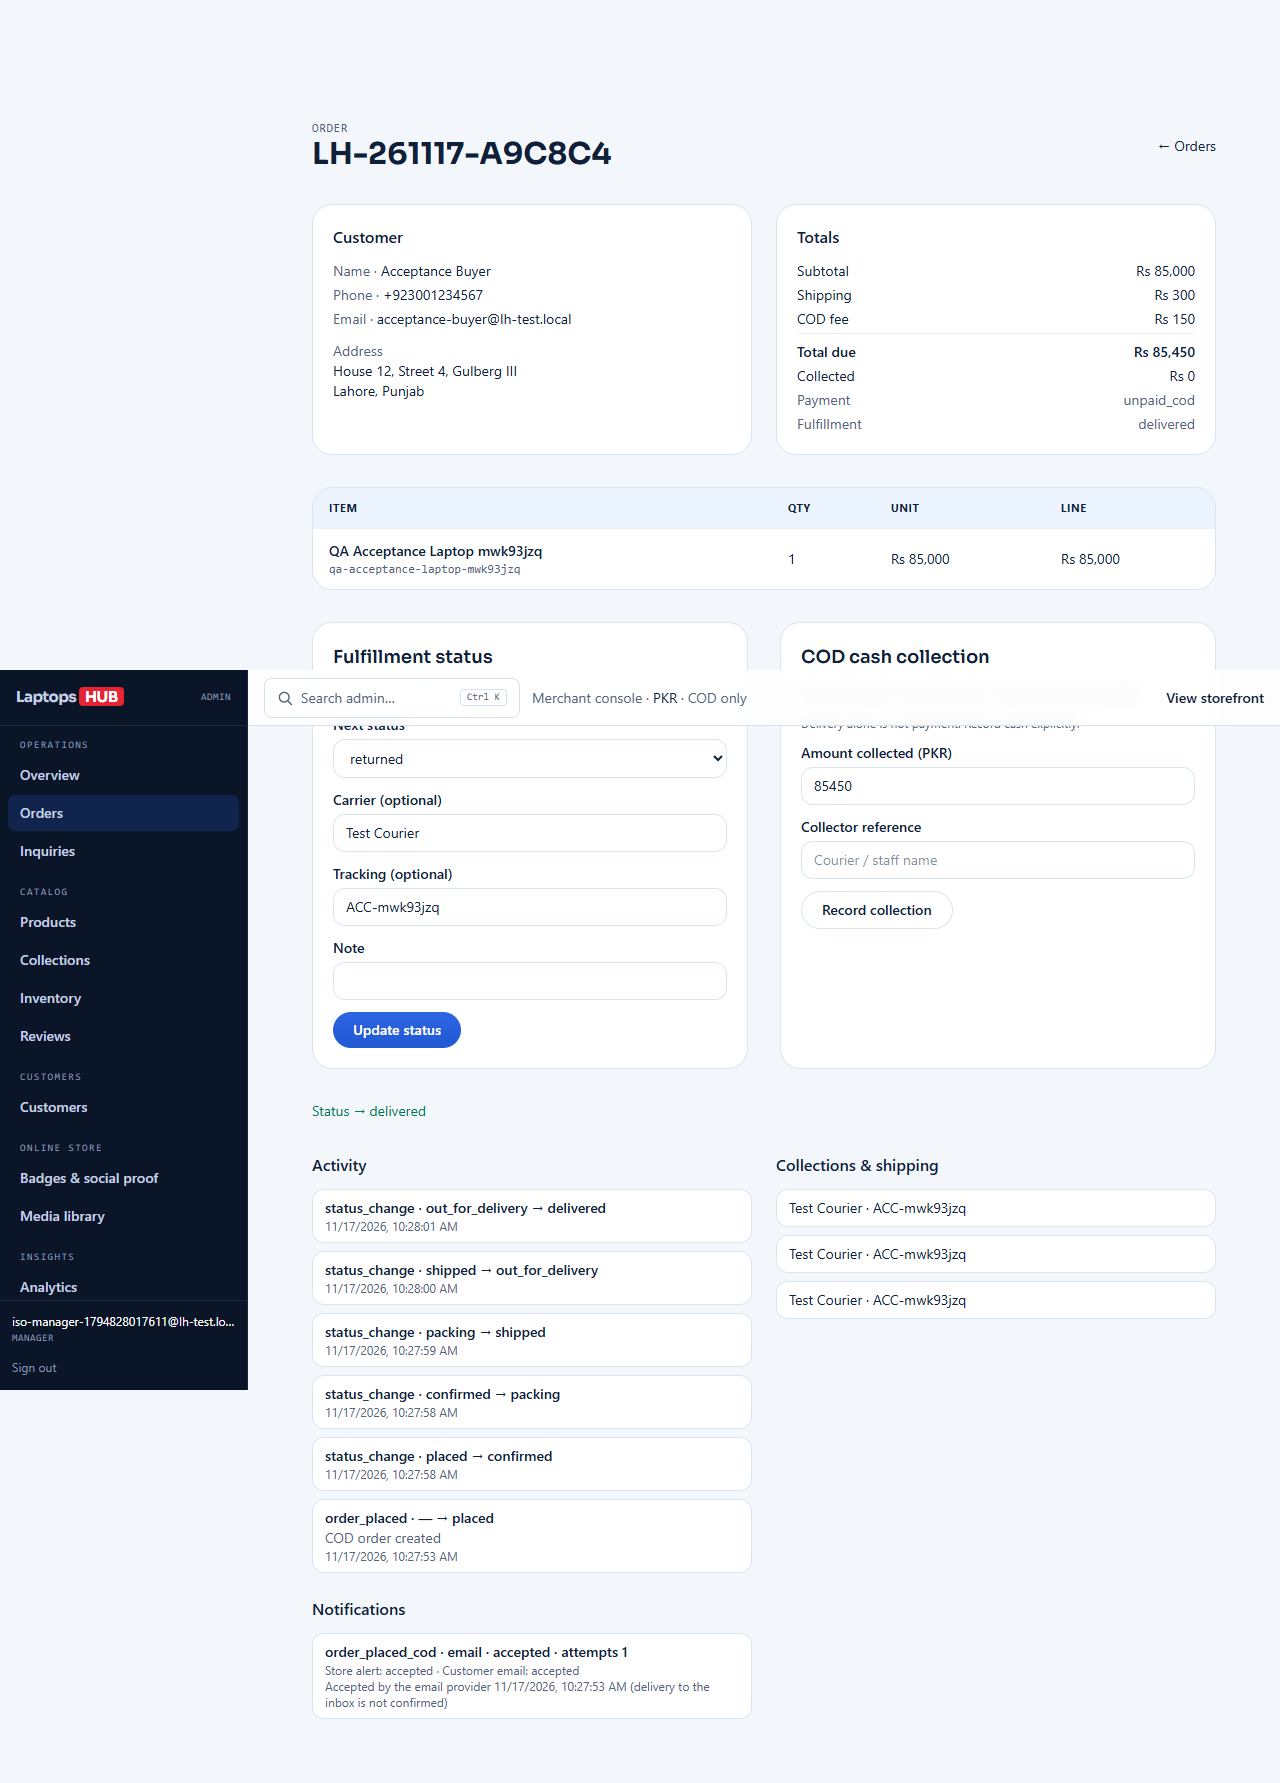 ORDER
LH-261117-A9C8C4
← Orders
Customer
Name · Acceptance Buyer
Phone · +923001234567
Email · acceptance-buyer@lh-test.local
Address
House 12, Street 4, Gulberg III
Lahore, Punjab
Totals
Subtotal Rs 85,000
Shipping Rs 300
COD fee Rs 150
Total due Rs 85,450
Collected Rs 0
Payment unpaid_cod
Fulfillment delivered
ITEM QTY UNIT LINE
QA Acceptance Laptop mwk93jzq 1 Rs 85,000 Rs 85,000
qa-acceptance-laptop-mwk93jzq
Laptops HUB ADMIN
Search admin... Ctrl K
Merchant console · PKR · COD only
View storefront
OPERATIONS
Overview
Orders
Inquiries
CATALOG
Products
Collections
Inventory
Reviews
CUSTOMERS
Customers
ONLINE STORE
Badges & social proof
Media library
INSIGHTS
Analytics
iso-manager-1794828017611@lh-test.lo...
MANAGER
Sign out
Fulfillment status
Next status
returned
Carrier (optional)
Test Courier
Tracking (optional)
ACC-mwk93jzq
Note
Update status
COD cash collection
Delivery alone is not payment. Record cash explicitly.
Amount collected (PKR)
85450
Collector reference
Courier / staff name
Record collection
Status → delivered
Activity
status_change · out_for_delivery → delivered
11/17/2026, 10:28:01 AM
status_change · shipped → out_for_delivery
11/17/2026, 10:28:00 AM
status_change · packing → shipped
11/17/2026, 10:27:59 AM
status_change · confirmed → packing
11/17/2026, 10:27:58 AM
status_change · placed → confirmed
11/17/2026, 10:27:58 AM
order_placed · — → placed
COD order created
11/17/2026, 10:27:53 AM
Collections & shipping
Test Courier · ACC-mwk93jzq
Test Courier · ACC-mwk93jzq
Test Courier · ACC-mwk93jzq
Notifications
order_placed_cod · email · accepted · attempts 1
Store alert: accepted · Customer email: accepted
Accepted by the email provider 11/17/2026, 10:27:53 AM (delivery to the
inbox is not confirmed)